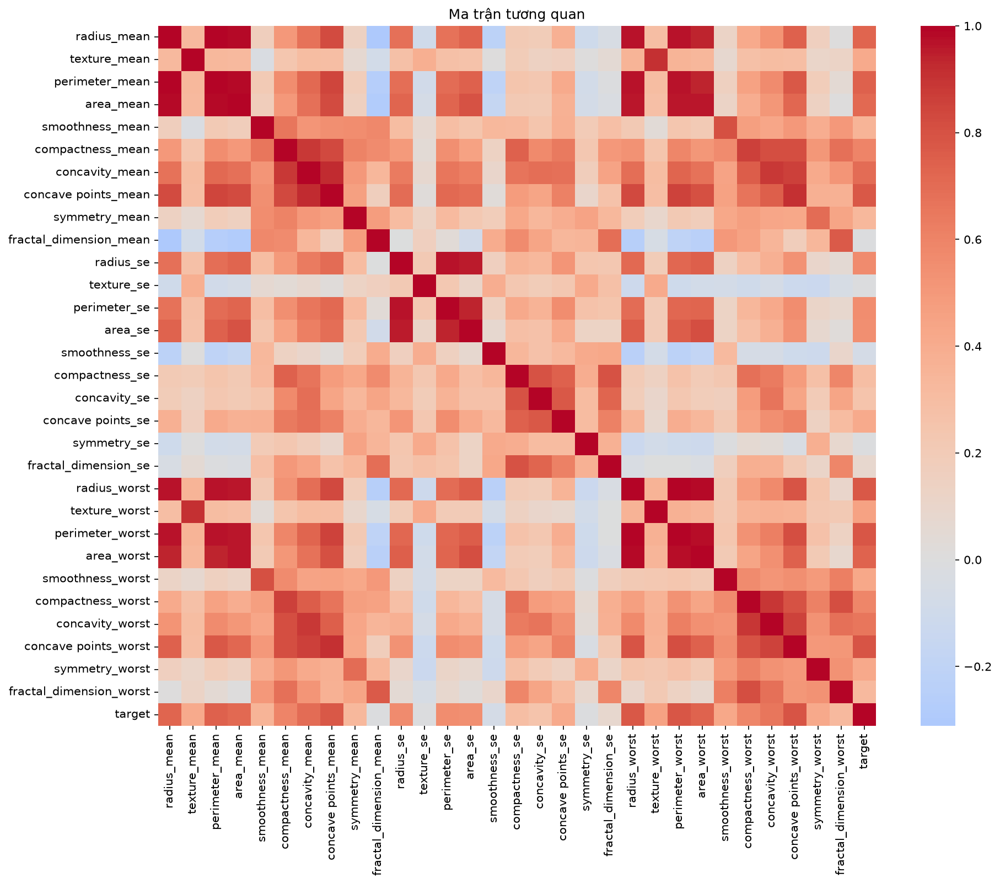 Ma trận tương quan
radius_mean
texture_mean
perimeter_mean
area_mean
smoothness_mean
compactness_mean
concavity_mean
concave points_mean
symmetry_mean
fractal_dimension_mean
radius_se
texture_se
perimeter_se
area_se
smoothness_se
compactness_se
concavity_se
concave points_se
symmetry_se
fractal_dimension_se
radius_worst
texture_worst
perimeter_worst
area_worst
smoothness_worst
compactness_worst
concavity_worst
concave points_worst
symmetry_worst
fractal_dimension_worst
target
radius_mean
texture_mean
perimeter_mean
area_mean
smoothness_mean
compactness_mean
concavity_mean
concave points_mean
symmetry_mean
fractal_dimension_mean
radius_se
texture_se
perimeter_se
area_se
smoothness_se
compactness_se
concavity_se
concave points_se
symmetry_se
fractal_dimension_se
radius_worst
texture_worst
perimeter_worst
area_worst
smoothness_worst
compactness_worst
concavity_worst
concave points_worst
symmetry_worst
fractal_dimension_worst
target
1.0
0.8
0.6
0.4
0.2
0.0
−0.2